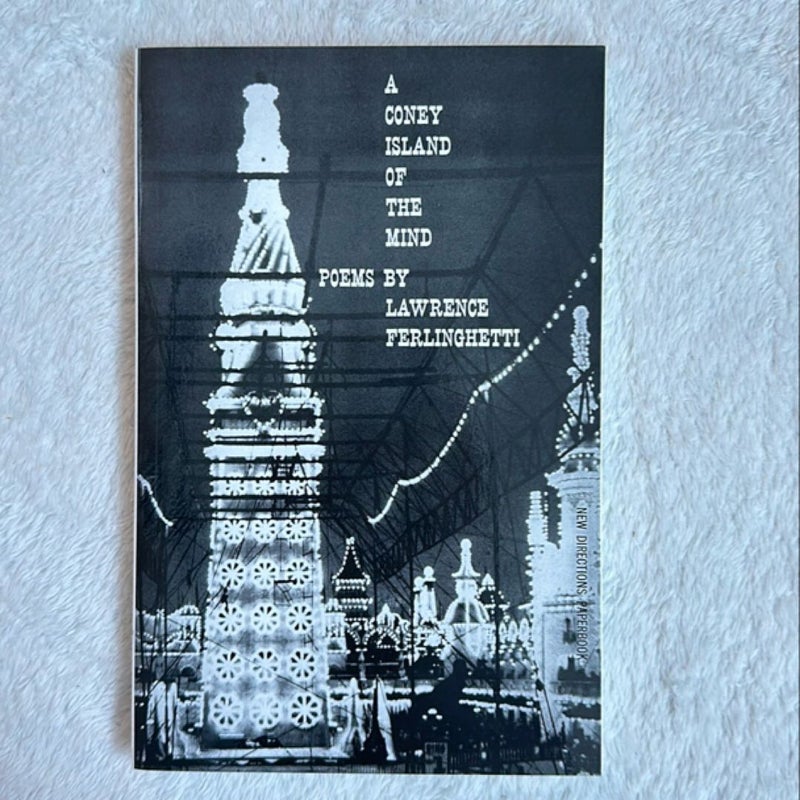 A
CONEY
ISLAND
OF
THE
MIND
POEMS BY
LAWRENCE
FERLINGHETTI
NEW DIRECTIONS PAPERBOOK